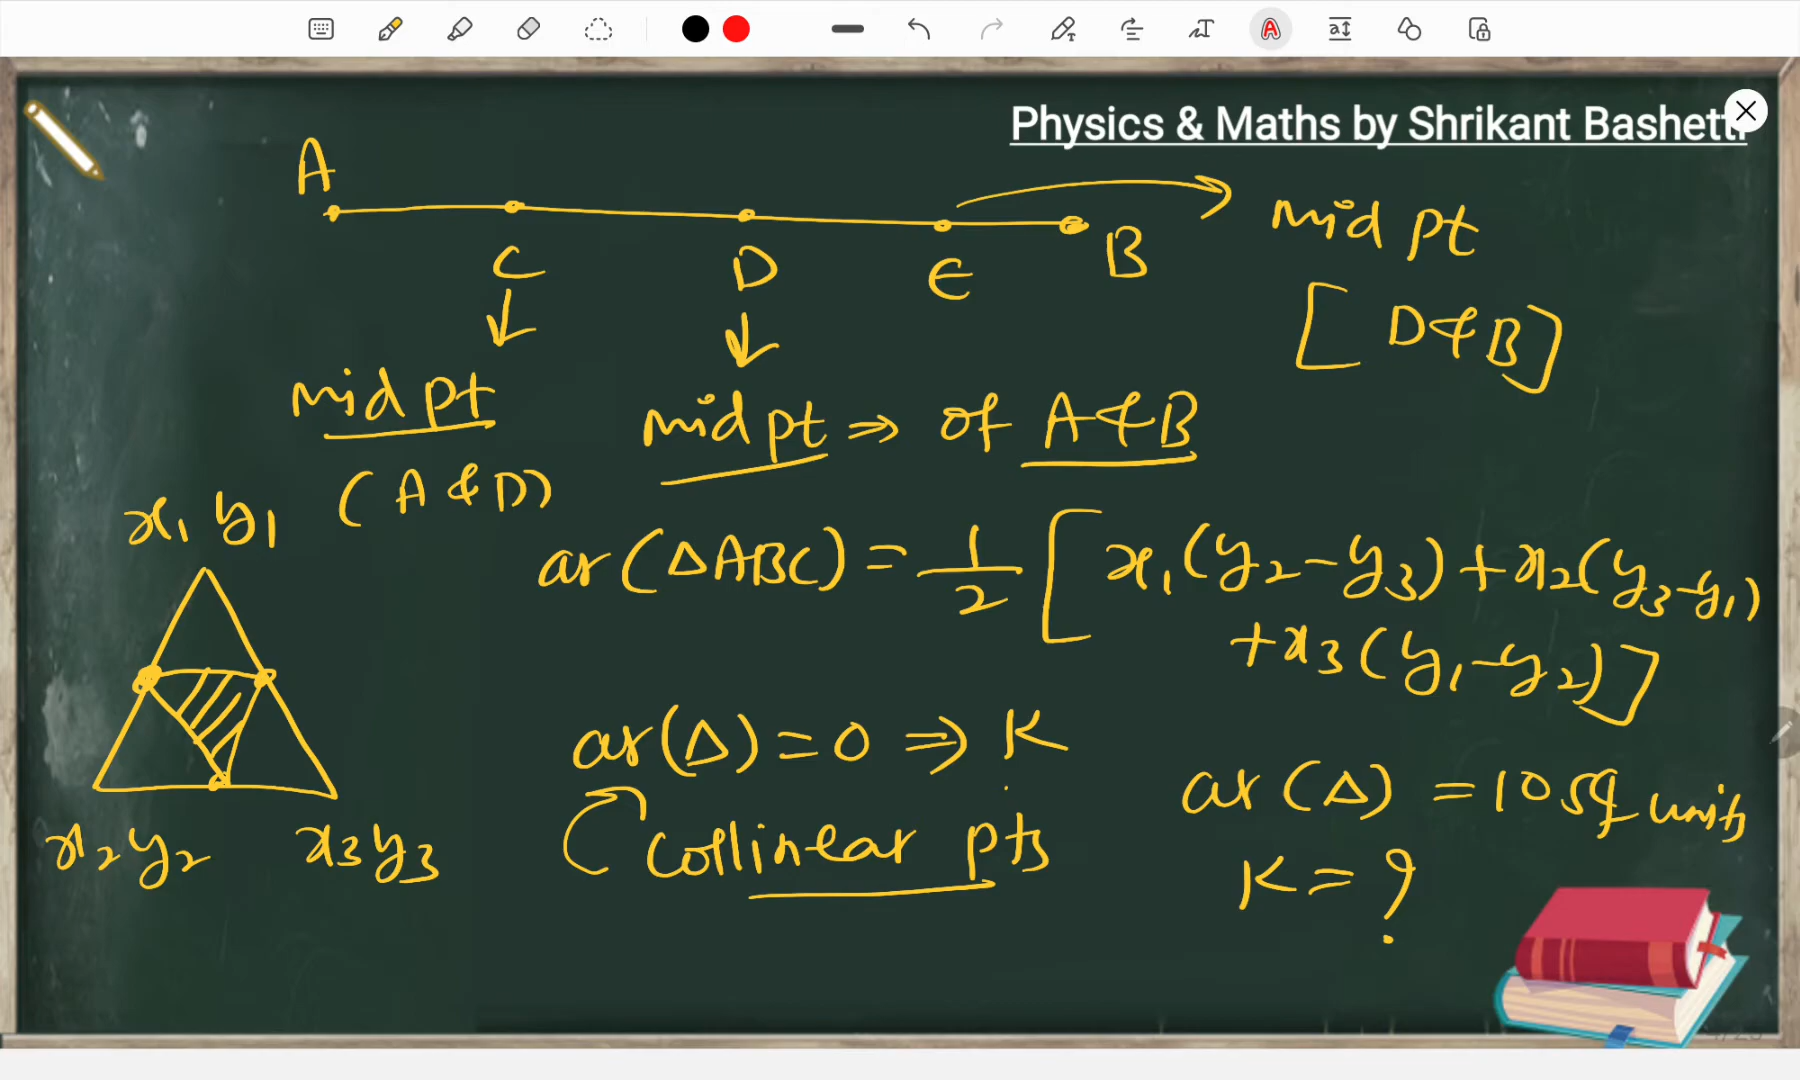 Physics & Maths by Shrikant Bashetti
A
C
D
E
B
mid pt
[D & B]
mid pt
(A & D)
mid pt ⇒ of A & B
x₁ y₁
ar(△ABC) = 1/2 [x₁(y₂-y₃) + x₂(y₃-y₁)
+x₃(y₁-y₂)]
ar(△) = 0 ⇒ K
collinear pts
ar(△) = 10 sq units
K = ?
x₂ y₂
x₃ y₃